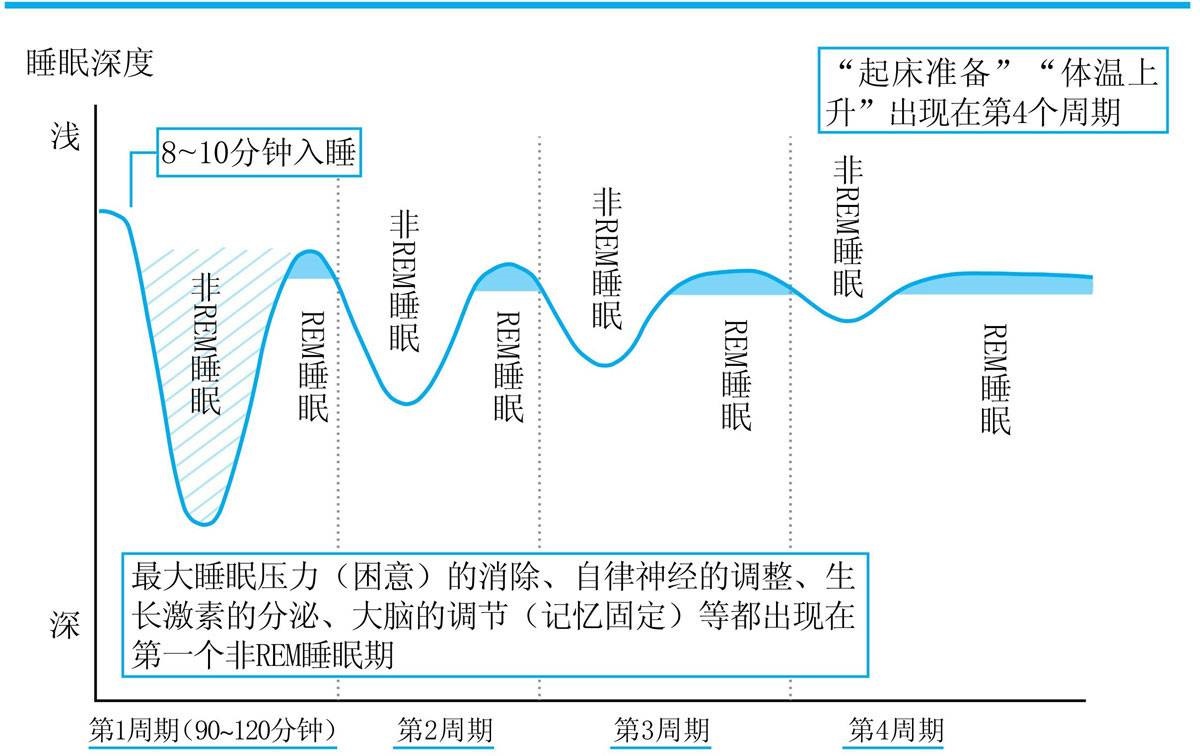 睡眠深度
“起床准备”“体温上
升”出现在第4个周期
浅
8~10分钟入睡
非REM睡眠
REM睡眠
非REM睡眠
REM睡眠
非REM睡眠
REM睡眠
非REM睡眠
REM睡眠
最大睡眠压力（困意）的消除、自律神经的调整、生
长激素的分泌、大脑的调节（记忆固定）等都出现在
第一个非REM睡眠期
深
第1周期(90~120分钟)
第2周期
第3周期
第4周期